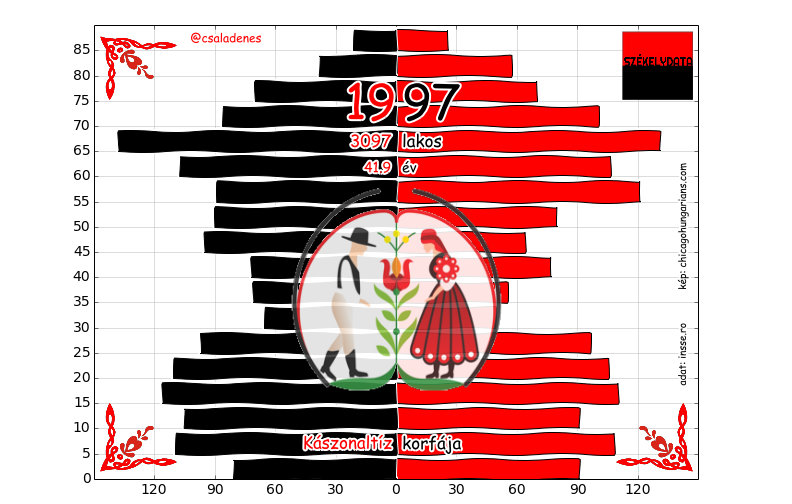 @csaladenes
SZÉKELYDATA
1997
3097 lakos
41,9 év
kép: chicagohungarians.com
adat: insse.ro
Kászonaltíz korfája
85
80
75
70
65
60
55
50
45
40
35
30
25
20
15
10
5
0
120 90 60 30 0 30 60 90 120